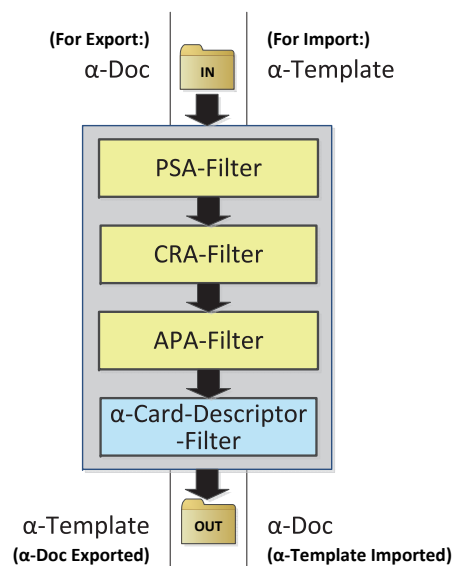 (For Export:)
α-Doc
IN
(For Import:)
α-Template
PSA-Filter
CRA-Filter
APA-Filter
α-Card-Descriptor
-Filter
α-Template
(α-Doc Exported)
OUT
α-Doc
(α-Template Imported)